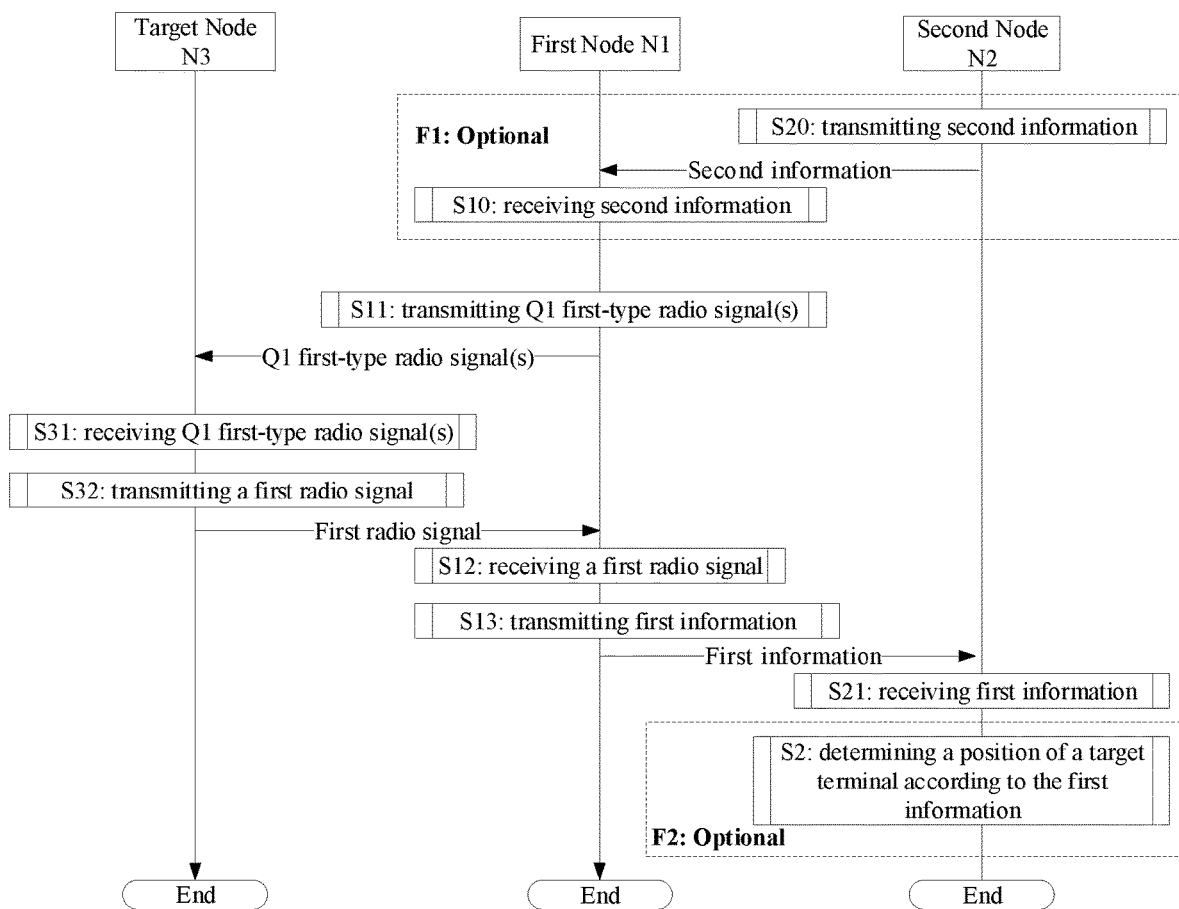 Target Node
N3
First Node N1
Second Node
N2
F1: Optional
S20: transmitting second information
Second information
S10: receiving second information
S11: transmitting Q1 first-type radio signal(s)
Q1 first-type radio signal(s)
S31: receiving Q1 first-type radio signal(s)
S32: transmitting a first radio signal
First radio signal
S12: receiving a first radio signal
S13: transmitting first information
First information
S21: receiving first information
S2: determining a position of a target
terminal according to the first
information
F2: Optional
End
End
End